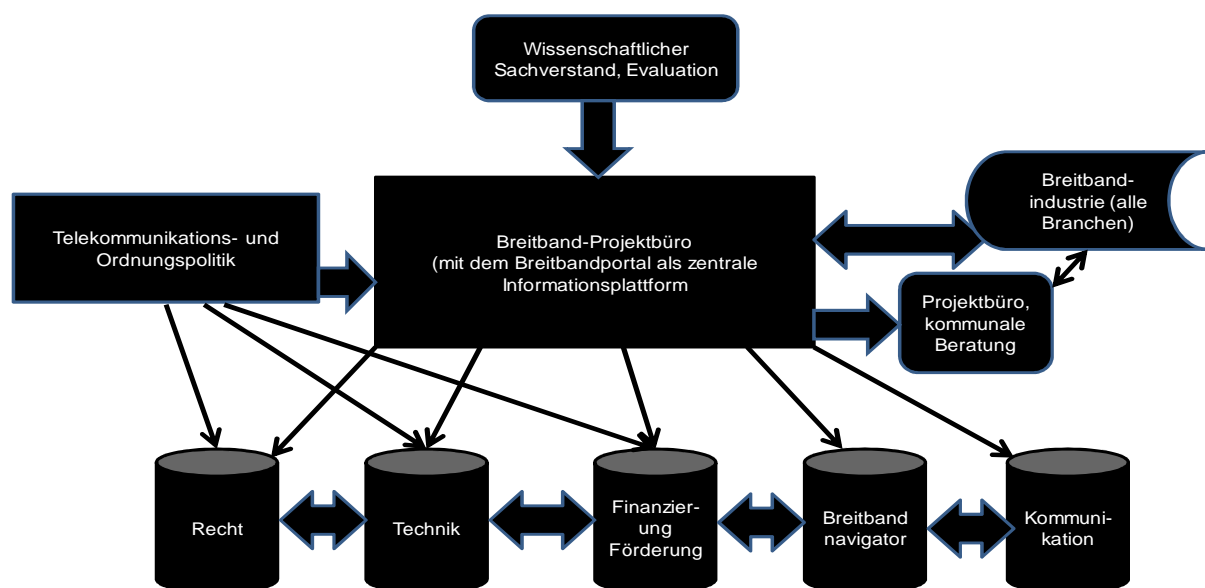 Wissenschaftlicher
Sachverstand, Evaluation
Telekommunikations- und
Ordnungspolitik
Breitband-Projektbüro
(mit dem Breitbandportal als zentrale
Informationsplattform
Breitband-
industrie (alle
Branchen)
Projektbüro,
kommunale
Beratung
Recht
Technik
Finanzier-
ung
Förderung
Breitband
navigator
Kommuni-
kation